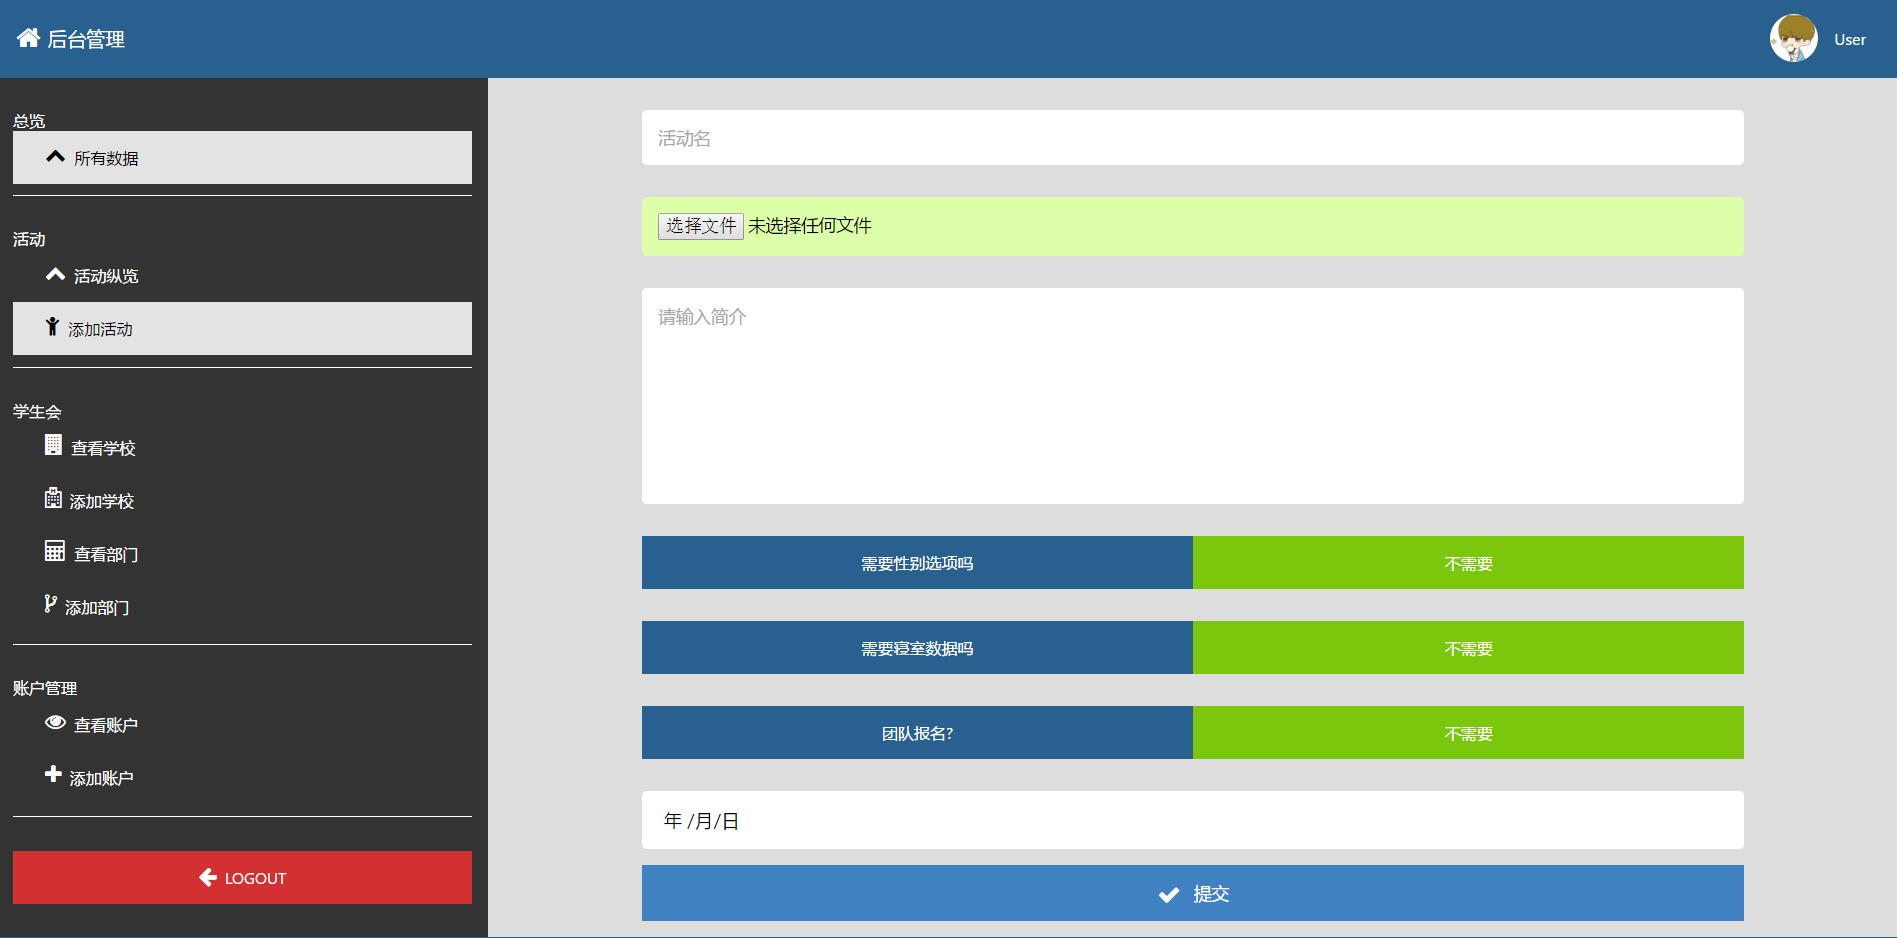 后台管理
User
总览
所有数据
活动
活动纵览
添加活动
学生会
查看学校
添加学校
查看部门
添加部门
账户管理
查看账户
添加账户
LOGOUT
活动名
选择文件 未选择任何文件
请输入简介
需要性别选项吗 不需要
需要寝室数据吗 不需要
团队报名? 不需要
年 /月/日
提交